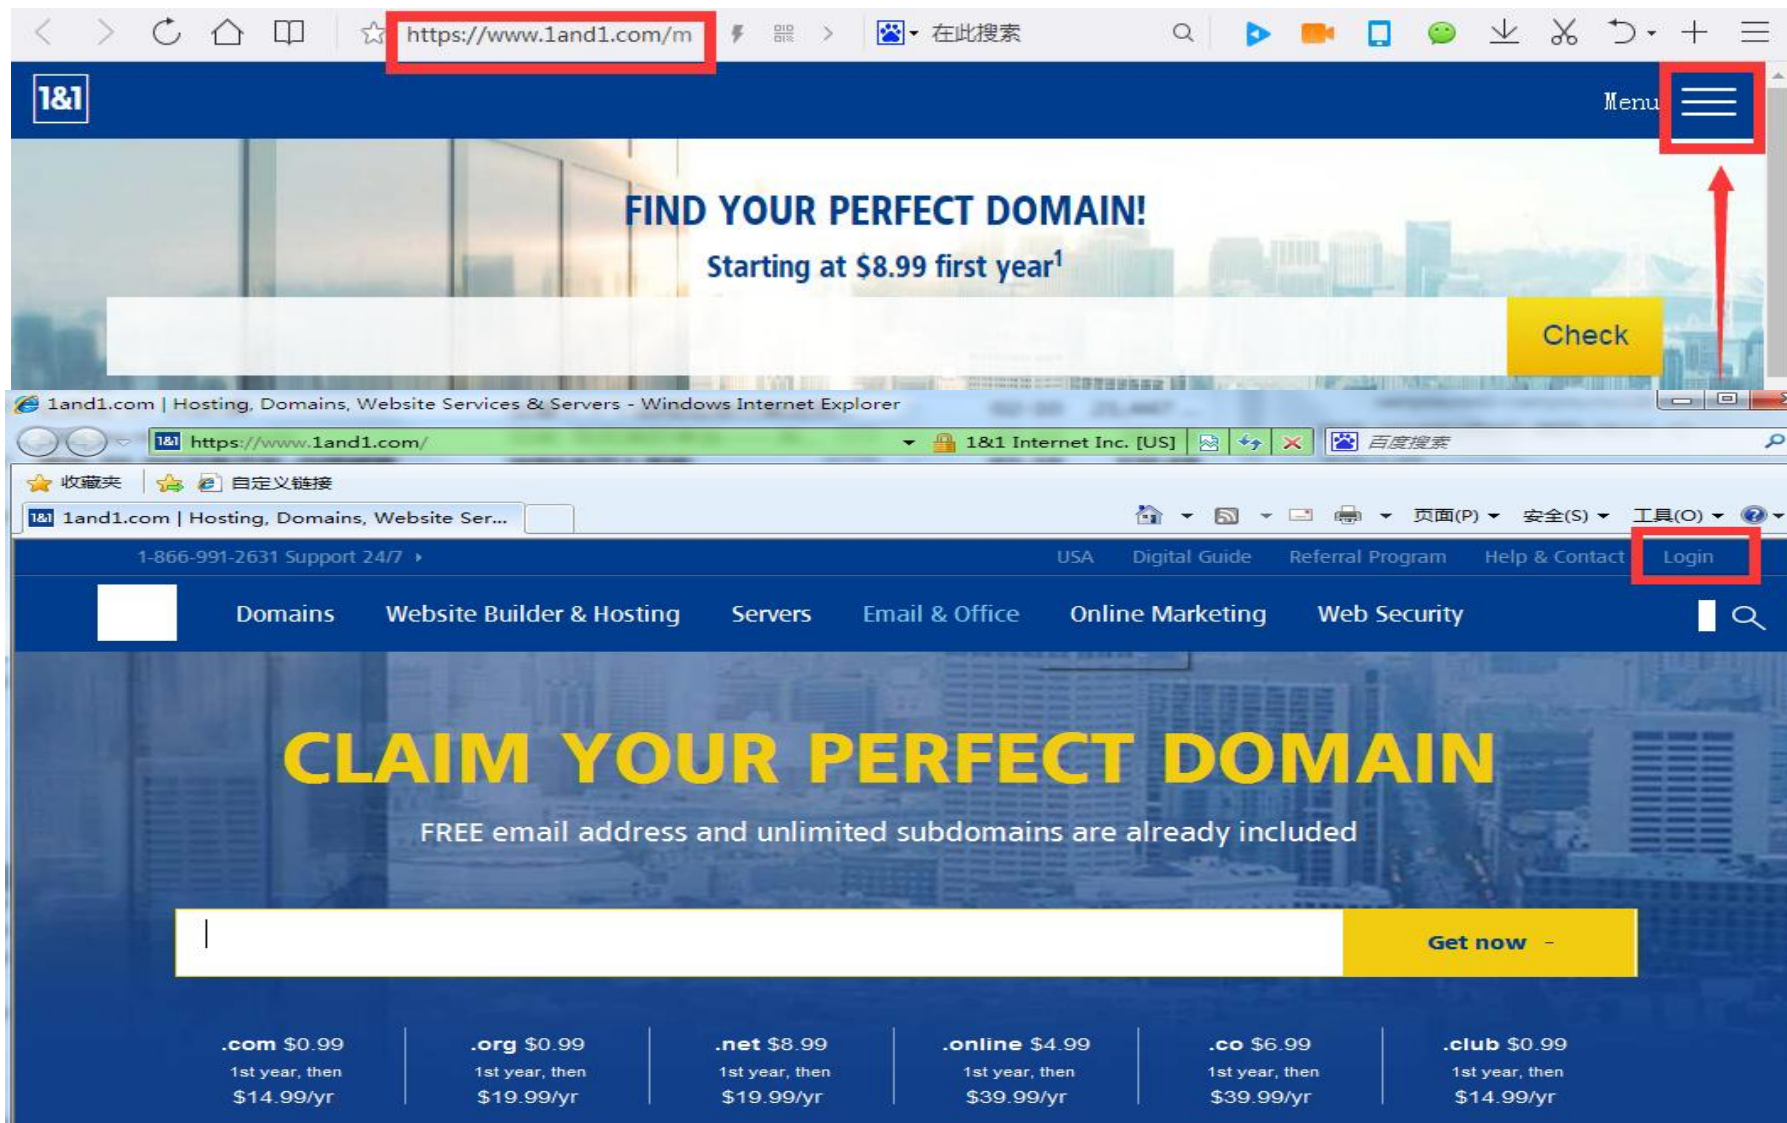 https://www.1and1.com/m
在此搜索
1&1
Menu
FIND YOUR PERFECT DOMAIN!
Starting at $8.99 first year1
Check
1and1.com | Hosting, Domains, Website Services & Servers - Windows Internet Explorer
1&1 https://www.1and1.com/
1&1 Internet Inc. [US]
百度搜索
收藏夹
自定义链接
1&1 1and1.com | Hosting, Domains, Website Ser...
页面(P)
安全(S)
工具(O)
1-866-991-2631 Support 24/7
USA
Digital Guide
Referral Program
Help & Contact
Login
Domains
Website Builder & Hosting
Servers
Email & Office
Online Marketing
Web Security
CLAIM YOUR PERFECT DOMAIN
FREE email address and unlimited subdomains are already included
Get now -
.com $0.99
1st year, then
$14.99/yr
.org $0.99
1st year, then
$19.99/yr
.net $8.99
1st year, then
$19.99/yr
.online $4.99
1st year, then
$39.99/yr
.co $6.99
1st year, then
$39.99/yr
.club $0.99
1st year, then
$14.99/yr